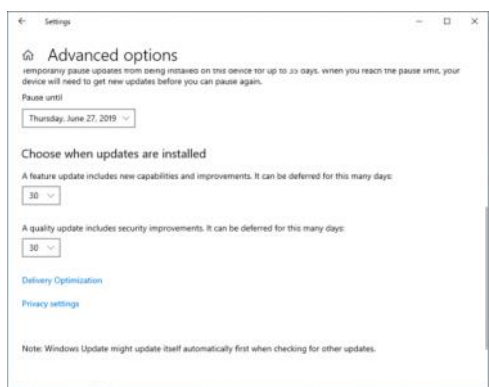 Settings
Advanced options
Temporarily pause updates from being installed on this device for up to 35 days. When you reach the pause limit, your
device will need to get new updates before you can pause again.
Pause until
Thursday, June 27, 2019
Choose when updates are installed
A feature update includes new capabilities and improvements. It can be deferred for this many days:
30
A quality update includes security improvements. It can be deferred for this many days:
30
Delivery Optimization
Privacy settings
Note: Windows Update might update itself automatically first when checking for other updates.